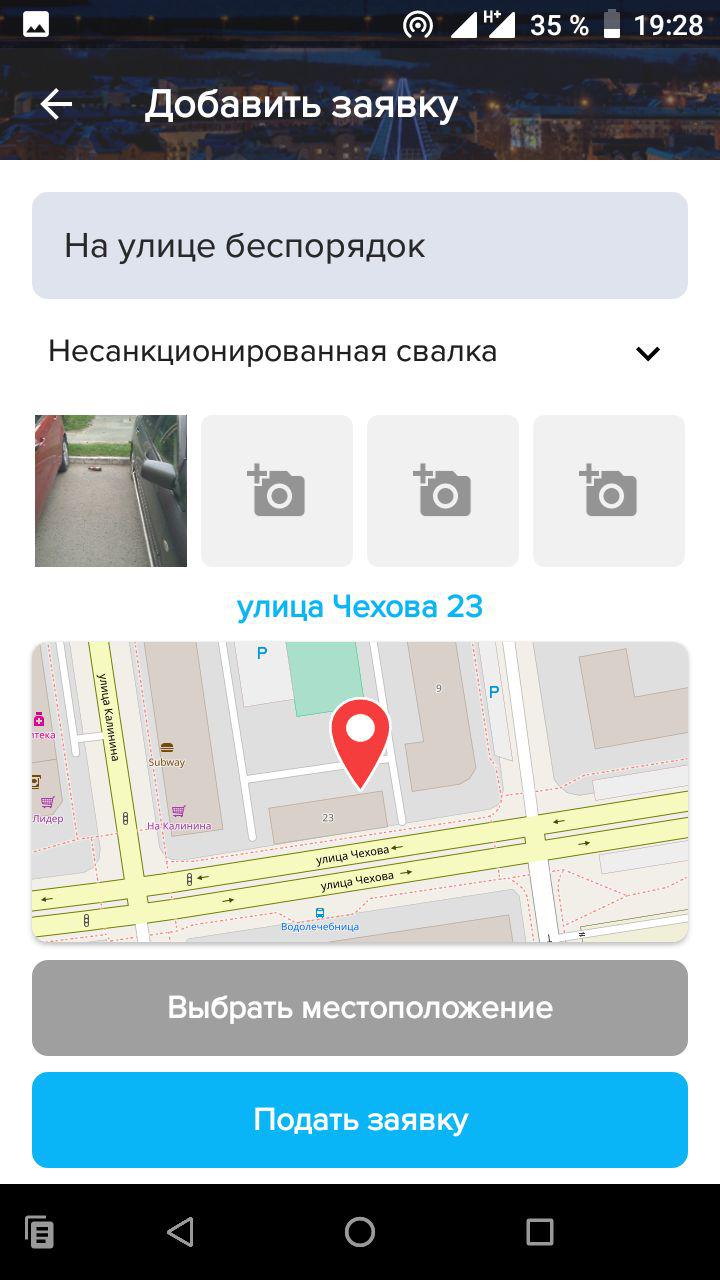 H+ 35 % 19:28
Добавить заявку
На улице беспорядок
Несанкционированная свалка
улица Чехова 23
P
9
P
улица Калинина
птека
Subway
Лидер
На Калинина
23
улица Чехова
улица Чехова
Водолечебница
Выбрать местоположение
Подать заявку